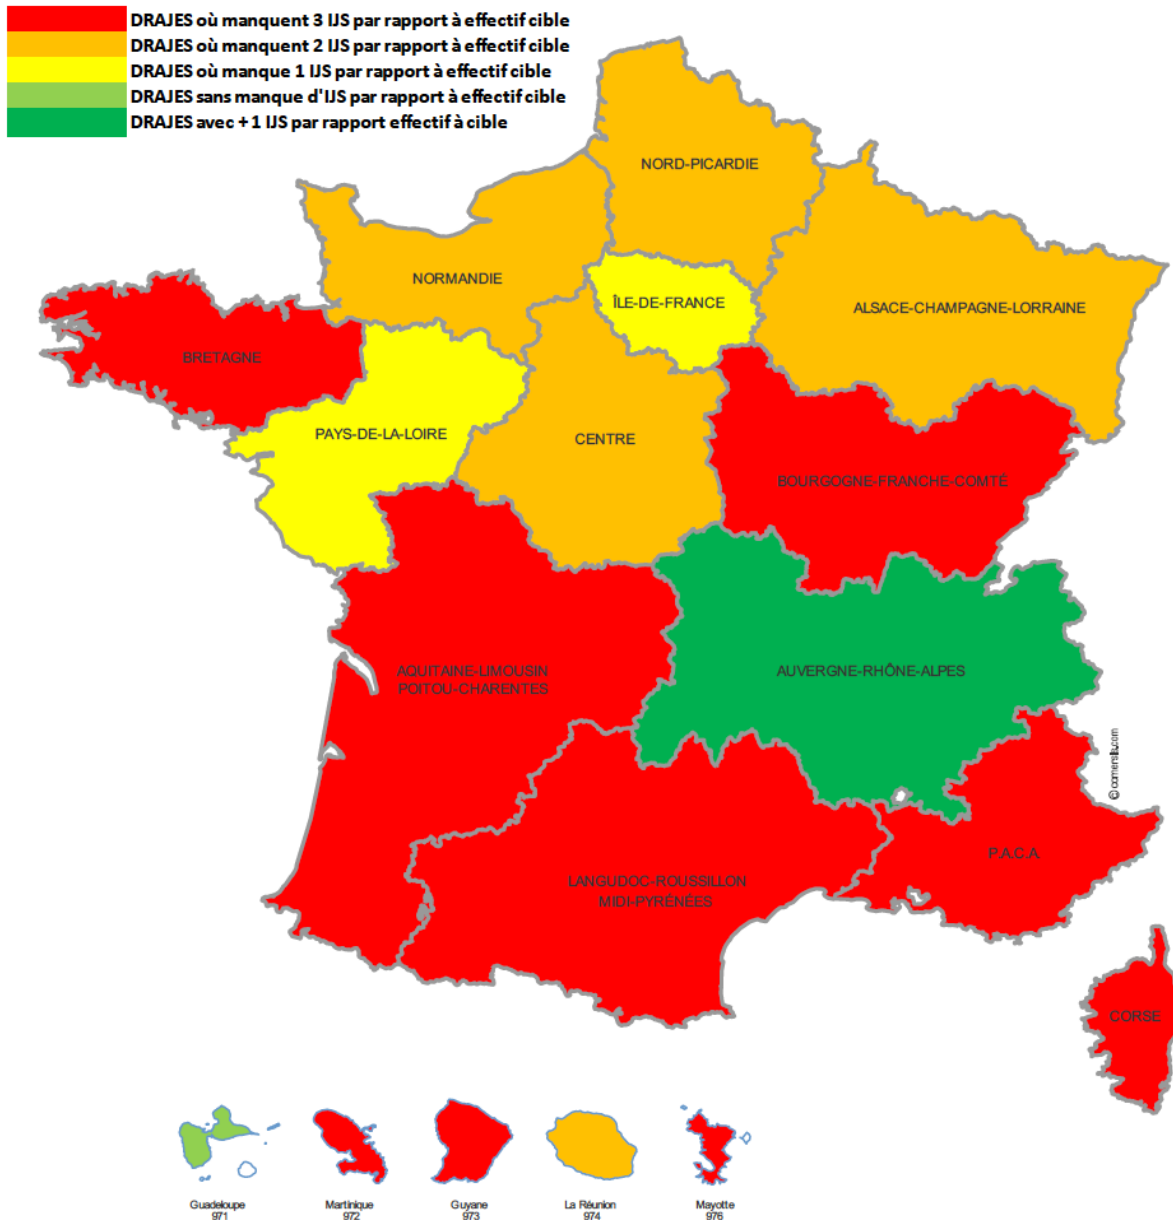 DRAJES où manquent 3 IJS par rapport à effectif cible
DRAJES où manquent 2 IJS par rapport à effectif cible
DRAJES où manque 1 IJS par rapport à effectif cible
DRAJES sans manque d'IJS par rapport à effectif cible
DRAJES avec + 1 IJS par rapport effectif à cible
NORD-PICARDIE
NORMANDIE
ÎLE-DE-FRANCE
ALSACE-CHAMPAGNE-LORRAINE
BRETAGNE
PAYS-DE-LA-LOIRE
CENTRE
BOURGOGNE-FRANCHE-COMTÉ
AQUITAINE-LIMOUSIN
POITOU-CHARENTES
AUVERGNE-RHÔNE-ALPES
© comersis.com
P.A.C.A.
LANGUDOC-ROUSSILLON
MIDI-PYRÉNÉES
CORSE
Guadeloupe
971
Martinique
972
Guyane
973
La Réunion
974
Mayotte
976